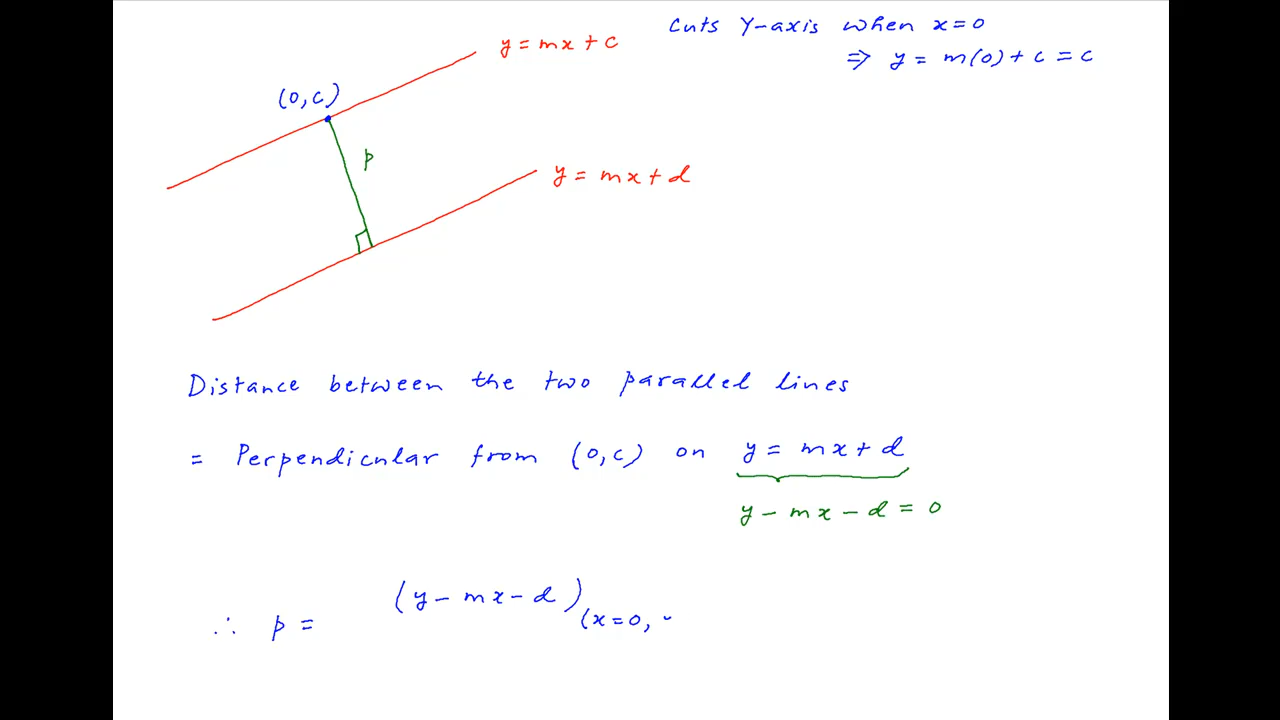 Cuts Y-axis when x=0
y = mx + c
⇒ y = m(0) + c = c
(0, c)
p
y = mx + d
Distance between the two parallel lines
= Perpendicular from (0, c) on y = mx + d
y - mx - d = 0
(y - mx - d)
∴ p =
(x = 0,